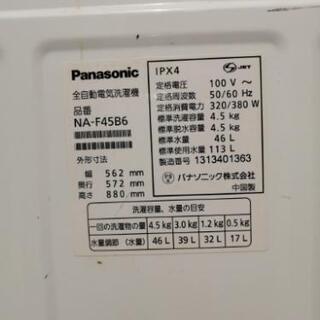 Panasonic
全自動電気洗濯機
品番
NA-F45B6
外形寸法
幅 562 mm
奥行 572 mm
高さ 880 mm
IPX4 JET
定格電圧 100 V ~
定格周波数 50/60 Hz
定格消費電力 320/380 W
標準洗濯容量 4.5 kg
標準脱水容量 4.5 kg
標準水量 46 L
標準使用水量 113 L
製造番号 1313401363
パナソニック株式会社
中国製
洗濯容量、水量の目安
一回の洗濯物の量 4.5 kg 3.0 kg 1.2 kg 0.5 kg
水量調節 (水量) 46 L 39 L 32 L 17 L